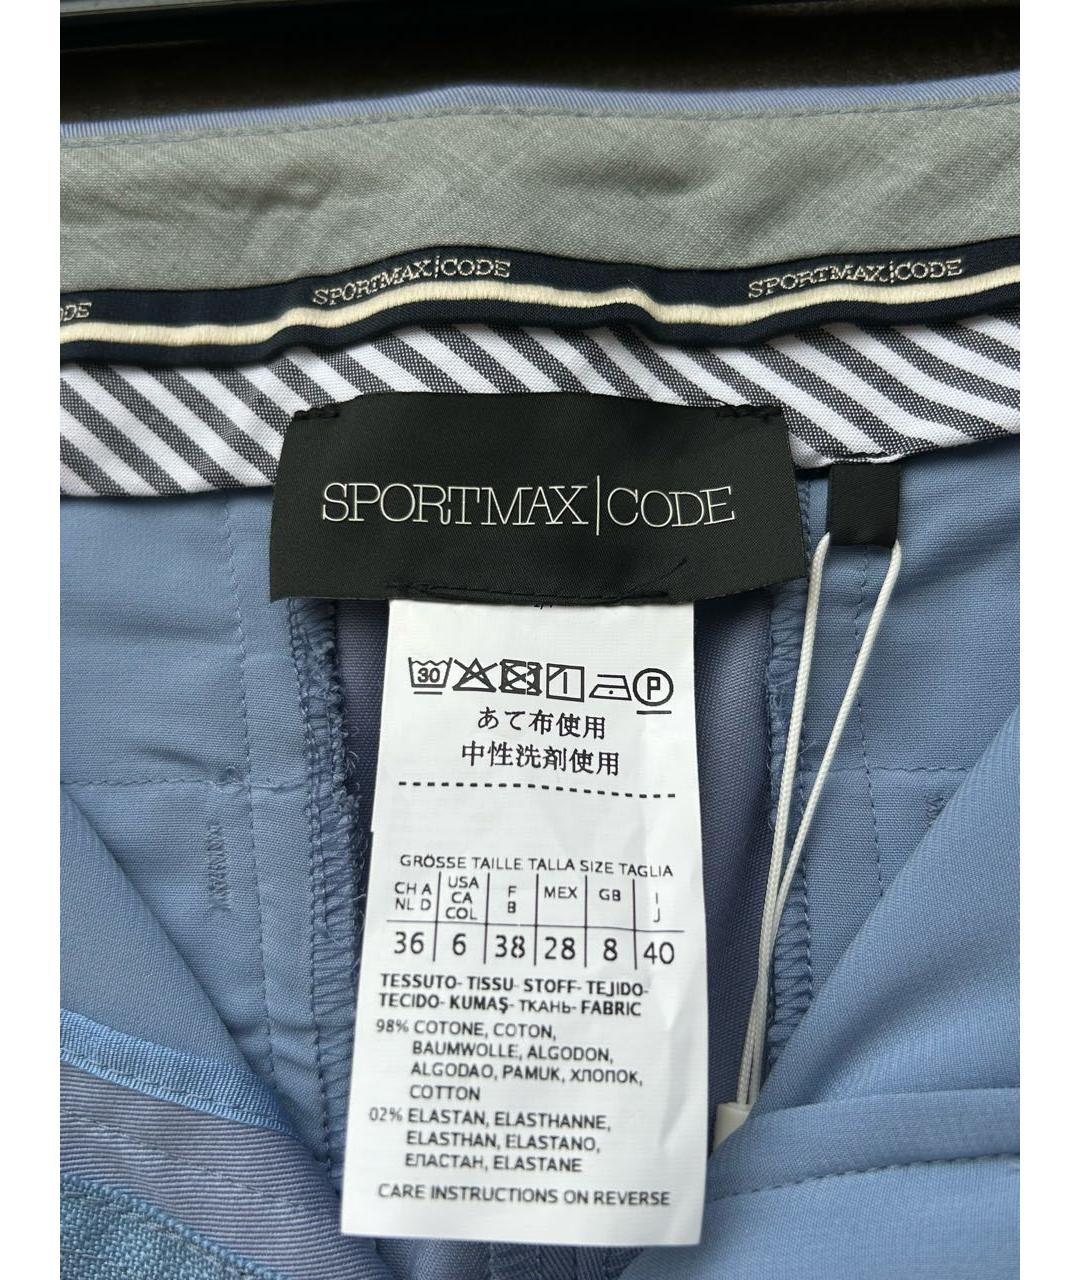 SPORTMAX|CODE
SPORTMAX|CODE
DE
SPORTMAX|CODE
30
P
あて布使用
中性洗剤使用
GRÖSSE TAILLE TALLA SIZE TAGLIA
CH A NL D USA CA COL F B MEX GB I J
36 6 38 28 8 40
TESSUTO- TISSU- STOFF- TEJIDO-
TECIDO- KUMAŞ- ТКАНЬ- FABRIC
98% COTONE, COTON,
BAUMWOLLE, ALGODON,
ALGODAO, PAMUK, ХЛОПОК,
COTTON
02% ELASTAN, ELASTHANNE,
ELASTHAN, ELASTANO,
ЕЛАСТАН, ELASTANE
CARE INSTRUCTIONS ON REVERSE